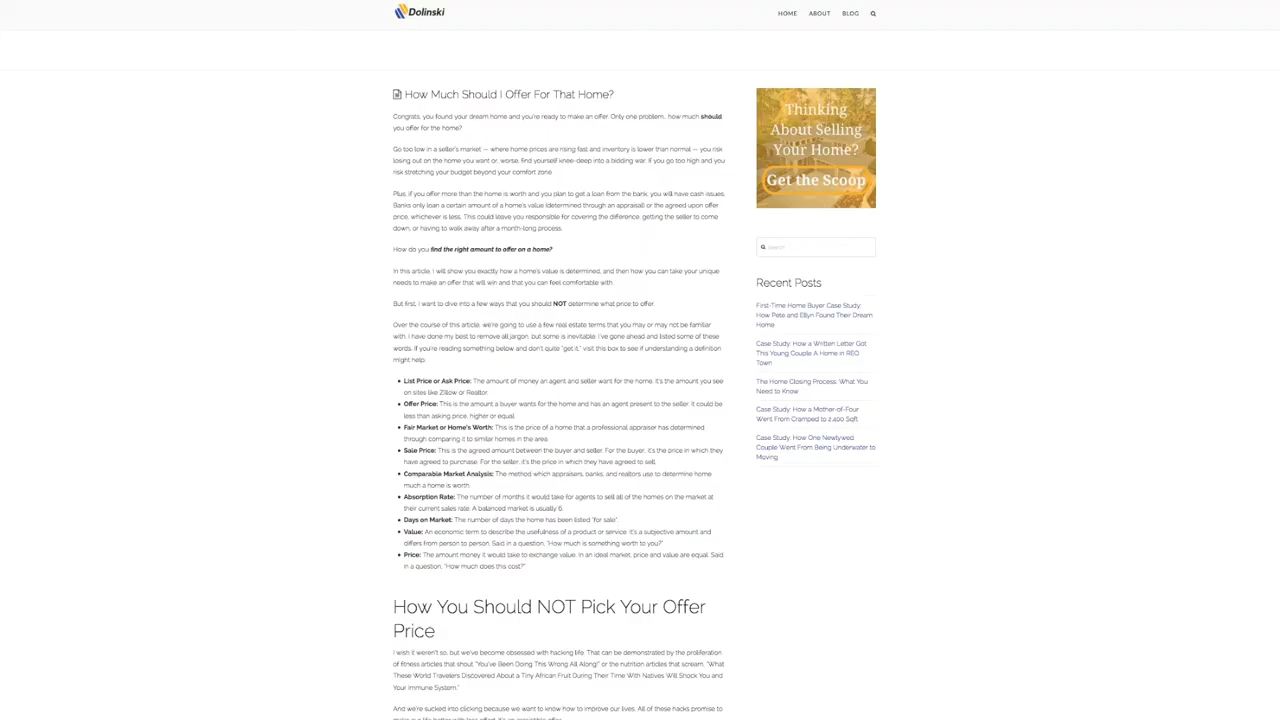 Dolinski
HOME ABOUT BLOG
How Much Should I Offer For That Home?
Congrats, you found your dream home and you're ready to make an offer. Only one problem... how much should
you offer for the home?
Go too low in a seller's market -- where home prices are rising fast and inventory is lower than normal -- you risk
losing out on the home you want or, worse, find yourself knee-deep into a bidding war. If you go too high and you
risk stretching your budget beyond your comfort zone.
Plus, if you offer more than the home is worth and you plan to get a loan from the bank, you will have cash issues.
Banks only loan a certain amount of a home's value (determined through an appraisal) or the agreed upon offer
price, whichever is less. This could leave you responsible for covering the difference, getting the seller to come
down, or having to walk away after a month-long process.
How do you find the right amount to offer on a home?
In this article, I will show you exactly how a home's value is determined, and then how you can take your unique
needs to make an offer that will win and that you can feel comfortable with.
But first, I want to dive into a few ways that you should NOT determine what price to offer.
Over the course of this article, we're going to use a few real estate terms that you may or may not be familiar
with. I have done my best to remove all jargon, but some is inevitable. I've gone ahead and listed some of these
words. If you're reading something below and don't quite "get it," visit this box to see if understanding a definition
might help:
• List Price or Ask Price: The amount of money an agent and seller want for the home. It's the amount you see
on sites like Zillow or Realtor.
• Offer Price: This is the amount a buyer wants for the home and has an agent present to the seller. It could be
less than asking price, higher or equal.
• Fair Market or Home's Worth: This is the price of a home that a professional appraiser has determined
through comparing it to similar homes in the area.
• Sale Price: This is the agreed amount between the buyer and seller. For the buyer, it's the price in which they
have agreed to purchase. For the seller, it's the price in which they have agreed to sell.
• Comparable Market Analysis: The method which appraisers, banks, and realtors use to determine home
much a home is worth.
• Absorption Rate: The number of months it would take for agents to sell all of the homes on the market at
their current sales rate. A balanced market is usually 6.
• Days on Market: The number of days the home has been listed "for sale".
• Value: An economic term to describe the usefulness of a product or service. It's a subjective amount and
differs from person to person. Said in a question, "How much is something worth to you?"
• Price: The amount money it would take to exchange value. In an ideal market, price and value are equal. Said
in a question, "How much does this cost?"
How You Should NOT Pick Your Offer
Price
I wish it weren't so, but we've become obsessed with hacking life. That can be demonstrated by the proliferation
of fitness articles that shout "You've Been Doing This Wrong All Along!" or the nutrition articles that scream, "What
These World Travelers Discovered About a Tiny African Fruit During Their Time With Natives Will Shock You and
Your Immune System."
And we're sucked into clicking because we want to know how to improve our lives. All of these hacks promise to
Thinking
About Selling
Your Home?
Get the Scoop
Search
Recent Posts
First-Time Home Buyer Case Study:
How Pete and Ellyn Found Their Dream
Home
Case Study: How a Written Letter Got
This Young Couple A Home in REO
Town
The Home Closing Process: What You
Need to Know
Case Study: How a Mother-of-Four
Went From Cramped to 2,400 Sqft
Case Study: How One Newlywed
Couple Went From Being Underwater to
Moving